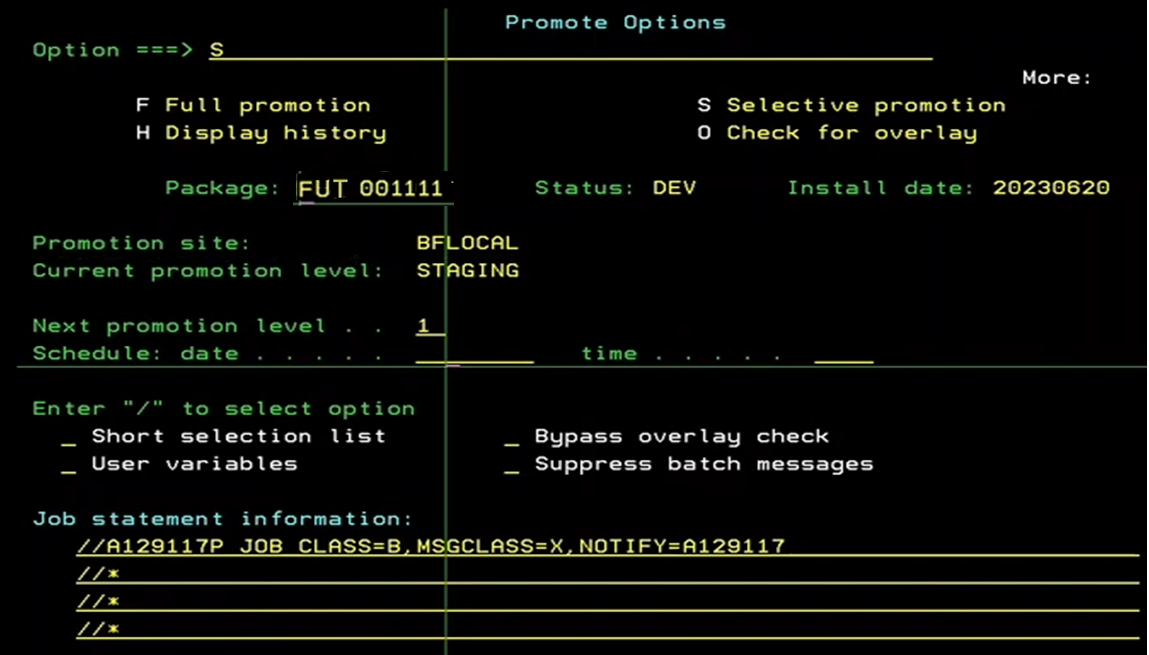 Promote Options
Option ===> S
More:
F Full promotion S Selective promotion
H Display history O Check for overlay
Package: FUT 001111 Status: DEV Install date: 20230620
Promotion site: BFLOCAL
Current promotion level: STAGING
Next promotion level . . 1
Schedule: date . . . . . time . . . . .
Enter "/" to select option
_ Short selection list _ Bypass overlay check
_ User variables _ Suppress batch messages
Job statement information:
//A129117P JOB CLASS=B,MSGCLASS=X,NOTIFY=A129117
//*
//*
//*